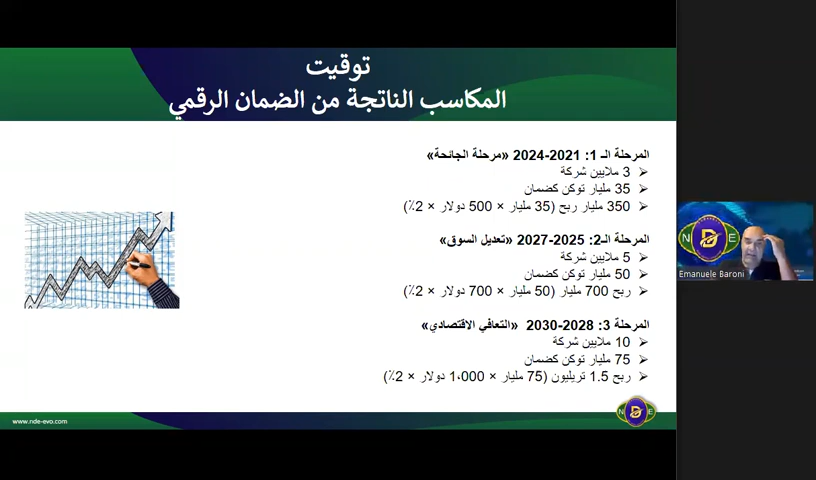 توقيت
المكاسب الناتجة من الضمان الرقمي
المرحلة الـ 1: 2021-2024 «مرحلة الجائحة»
3 ملايين شركة
35 مليار توكن كضمان
350 مليار ربح (35 مليار × 500 دولار × 2٪)
المرحلة الـ2: 2025-2027 «تعديل السوق»
5 ملايين شركة
50 مليار توكن كضمان
ربح 700 مليار (50 مليار × 700 دولار × 2٪)
المرحلة 3: 2028-2030 «التعافي الاقتصادي»
10 ملايين شركة
75 مليار توكن كضمان
ربح 1.5 تريليون (75 مليار × 1،000 دولار × 2٪)
www.nde-evo.com
N D E
N D E
Emanuele Baroni